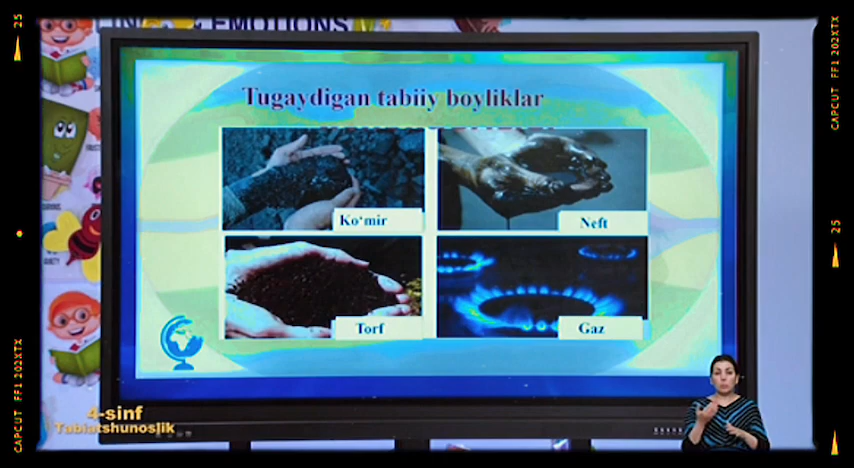 EMOTIONS
Tugaydigan tabiiy boyliklar
Ko‘mir
Neft
Torf
Gaz
4-sinf
Tabiatshunoslik
25
CAPCUT FF1 202XTX
CAPCUT FF1 202XTX
25